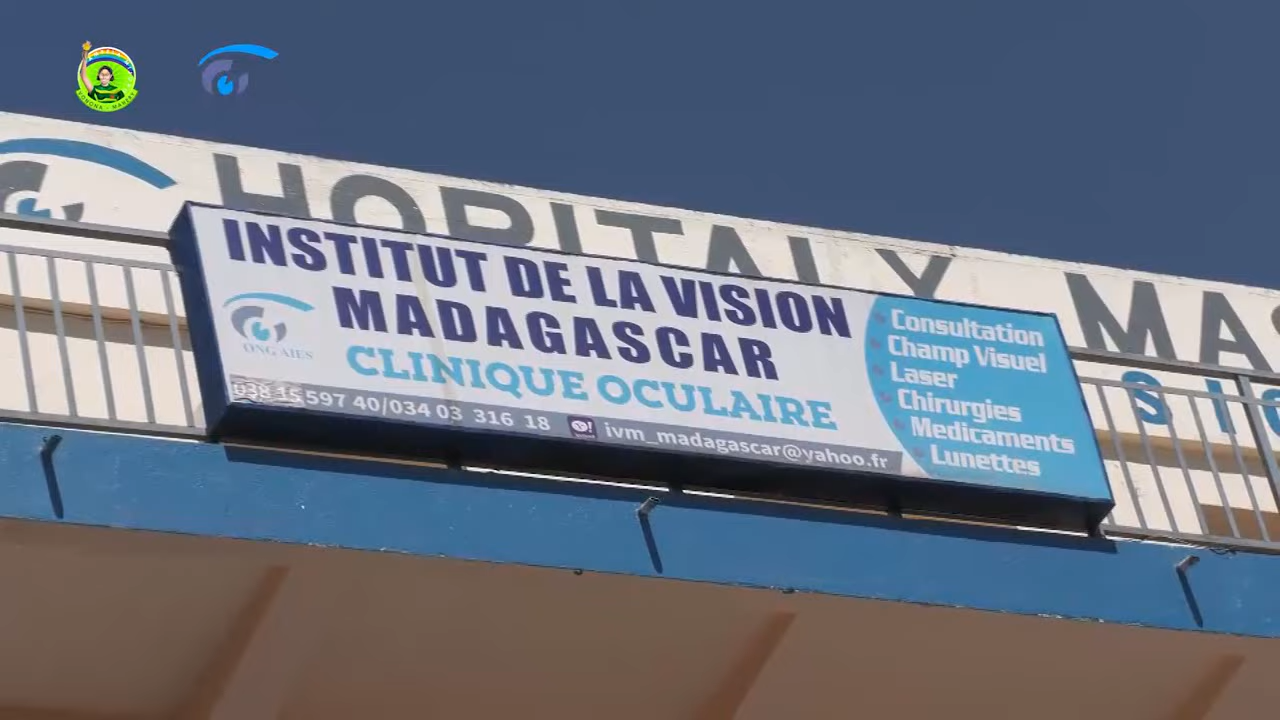 HOPITALY MAS
INSTITUT DE LA VISION
MADAGASCAR
CLINIQUE OCULAIRE
ONG AIES
038 15 597 40/034 03 316 18
ivm_madagascar@yahoo.fr
Consultation
Champ Visuel
Laser
Chirurgies
Medicaments
Lunettes